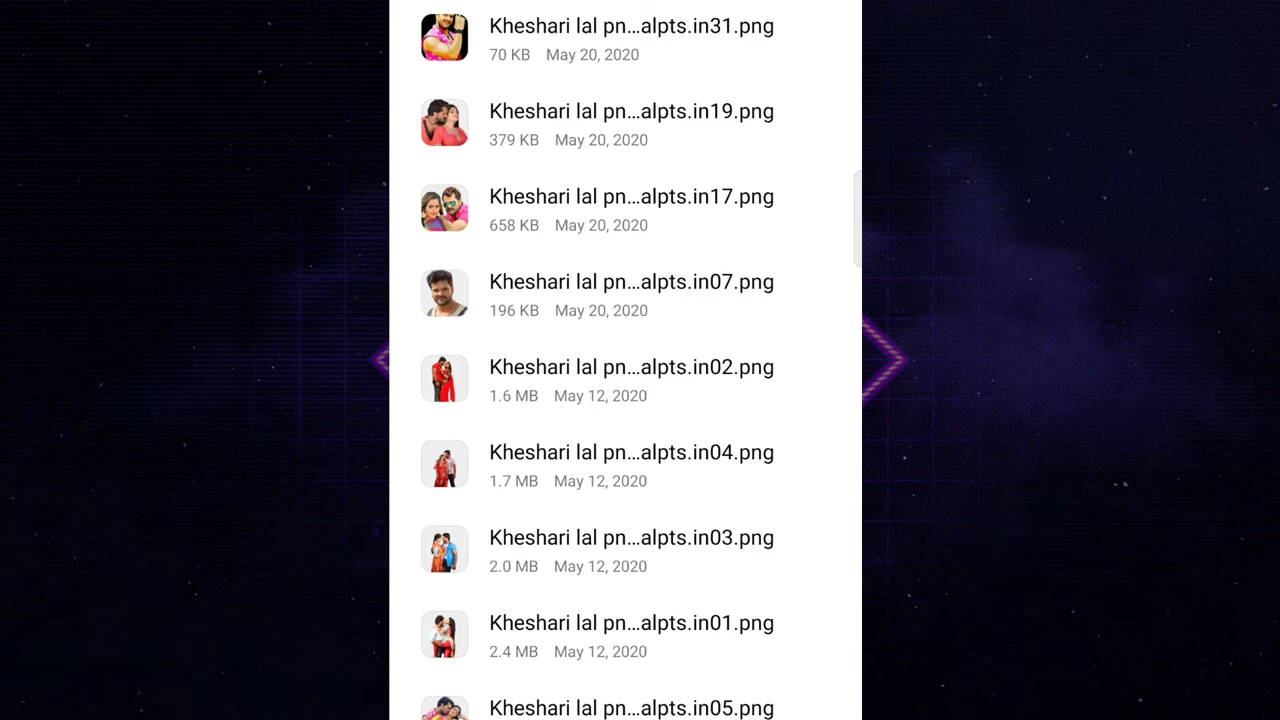 Kheshari lal pn...alpts.in31.png
70 KB May 20, 2020
Kheshari lal pn...alpts.in19.png
379 KB May 20, 2020
Kheshari lal pn...alpts.in17.png
658 KB May 20, 2020
Kheshari lal pn...alpts.in07.png
196 KB May 20, 2020
Kheshari lal pn...alpts.in02.png
1.6 MB May 12, 2020
Kheshari lal pn...alpts.in04.png
1.7 MB May 12, 2020
Kheshari lal pn...alpts.in03.png
2.0 MB May 12, 2020
Kheshari lal pn...alpts.in01.png
2.4 MB May 12, 2020
Kheshari lal pn...alpts.in05.png